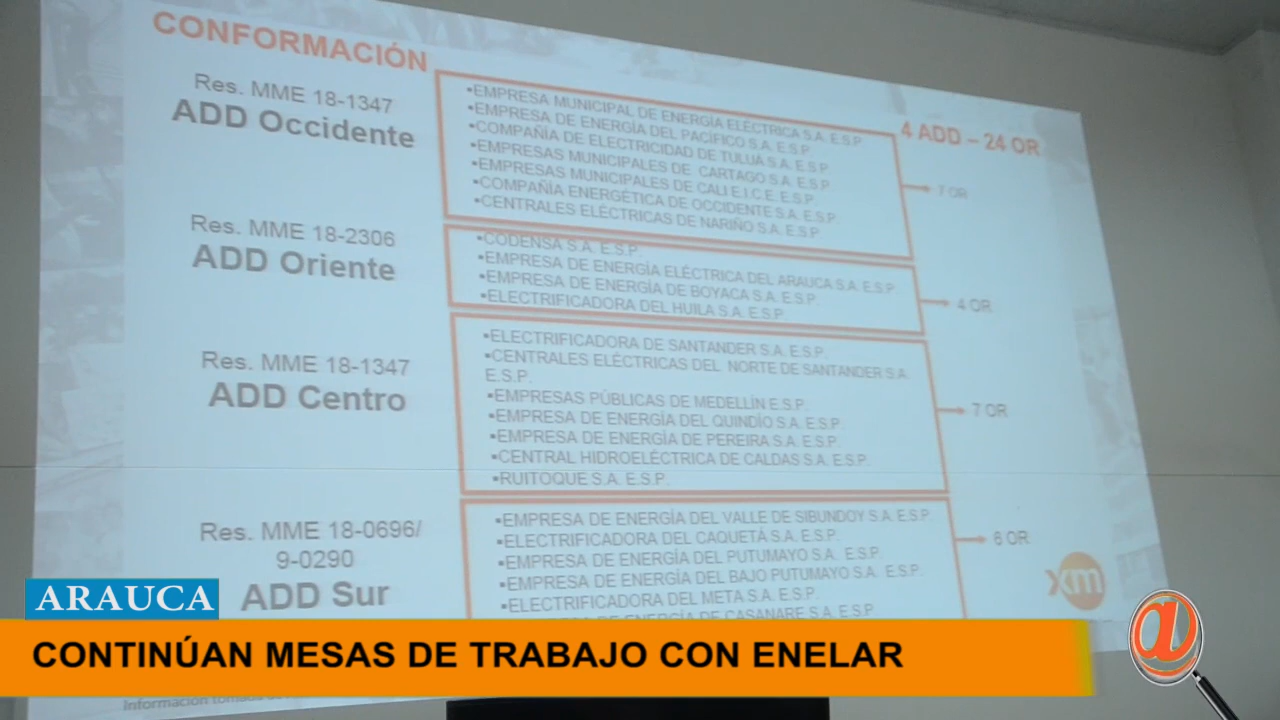 CONFORMACIÓN
4 ADD – 24 OR
Res. MME 18-1347
ADD Occidente
▪EMPRESA MUNICIPAL DE ENERGÍA ELÉCTRICA S.A. E.S.P
▪EMPRESA DE ENERGÍA DEL PACÍFICO S.A. E.S.P
▪COMPAÑÍA DE ELECTRICIDAD DE TULUÁ S.A. E.S.P
▪EMPRESAS MUNICIPALES DE CARTAGO S.A. E.S.P
▪EMPRESAS MUNICIPALES DE CALI E.I.C.E. E.S.P.
▪COMPAÑÍA ENERGÉTICA DE OCCIDENTE S.A. E.S.P.
▪CENTRALES ELÉCTRICAS DE NARIÑO S.A. E.S.P
7 OR
Res. MME 18-2306
ADD Oriente
▪CODENSA S.A. E.S.P.
▪EMPRESA DE ENERGÍA ELÉCTRICA DEL ARAUCA S.A. E.S.P.
▪EMPRESA DE ENERGÍA DE BOYACA S.A. E.S.P.
▪ELECTRIFICADORA DEL HUILA S.A. E.S.P.
4 OR
Res. MME 18-1347
ADD Centro
▪ELECTRIFICADORA DE SANTANDER S.A. E.S.P.
▪CENTRALES ELÉCTRICAS DEL NORTE DE SANTANDER S.A.
E.S.P.
▪EMPRESAS PÚBLICAS DE MEDELLÍN E.S.P.
▪EMPRESA DE ENERGÍA DEL QUINDÍO S.A. E.S.P
▪EMPRESA DE ENERGÍA DE PEREIRA S.A. E.S.P.
▪CENTRAL HIDROELÉCTRICA DE CALDAS S.A. E.S.P.
▪RUITOQUE S.A. E.S.P.
7 OR
Res. MME 18-0696/
9-0290
ADD Sur
▪EMPRESA DE ENERGÍA DEL VALLE DE SIBUNDOY S.A. E.S.P.
▪ELECTRIFICADORA DEL CAQUETÁ S.A. E.S.P.
▪EMPRESA DE ENERGÍA DEL PUTUMAYO S.A. E.S.P.
▪EMPRESA DE ENERGÍA DEL BAJO PUTUMAYO S.A. E.S.P.
▪ELECTRIFICADORA DEL META S.A. E.S.P.
DE CASANARE S.A. E.S.P
6 OR
xm
ARAUCA
CONTINÚAN MESAS DE TRABAJO CON ENELAR
@
Información